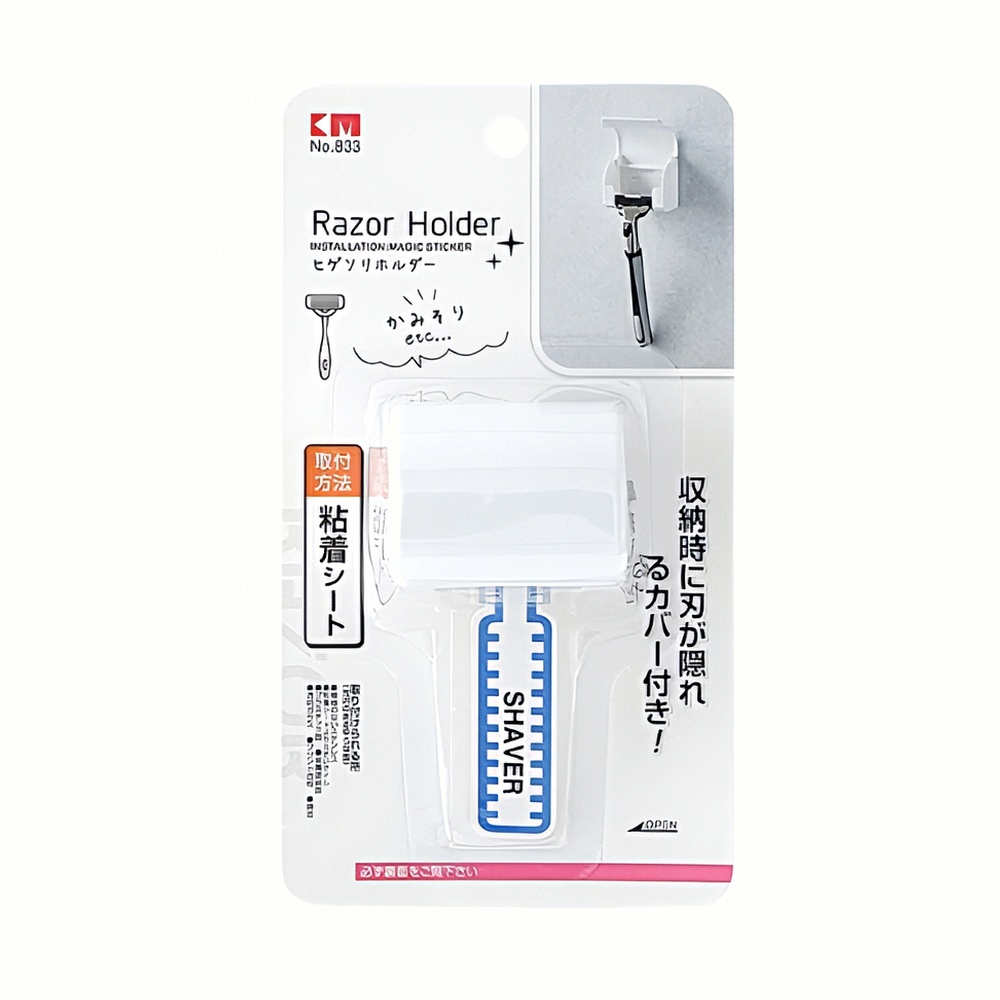 KM
No.833
Razor Holder
INSTALLATION:MAGIC STICKER
ヒゲソリホルダー
かみそり
etc...
取付
方法
粘着シート
収納時に刃が隠れ
るカバー付き!
SHAVER
OPEN